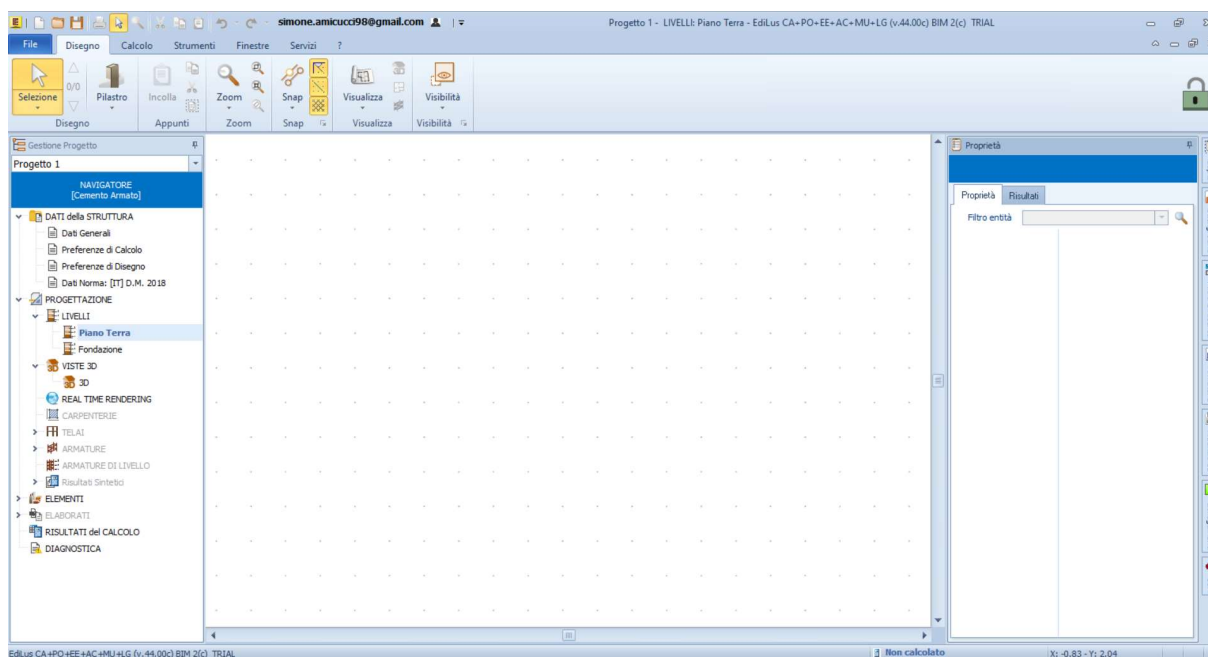 simone.amicucci98@gmail.com
Progetto 1 - LIVELLI: Piano Terra - EdiLus CA+PO+EE+AC+MU+LG (v.44.00c) BIM 2(c) TRIAL
File Disegno Calcolo Strumenti Finestre Servizi ?
Selezione 0/0 Pilastro Incolla Zoom Snap Visualizza Visibilità
Disegno Appunti Zoom Snap Visualizza Visibilità
Gestione Progetto
Progetto 1
NAVIGATORE
[Cemento Armato]
DATI della STRUTTURA
Dati Generali
Preferenze di Calcolo
Preferenze di Disegno
Dati Norma: [IT] D.M. 2018
PROGETTAZIONE
LIVELLI
Piano Terra
Fondazione
VISTE 3D
3D
REAL TIME RENDERING
CARPENTERIE
TELAI
ARMATURE
ARMATURE DI LIVELLO
Risultati Sintetici
ELEMENTI
ELABORATI
RISULTATI del CALCOLO
DIAGNOSTICA
Proprietà
Proprietà Risultati
Filtro entità
EdiLus CA+PO+EE+AC+MU+LG (v.44.00c) BIM 2(c) TRIAL
Non calcolato
X: -0.83 - Y: 2.04